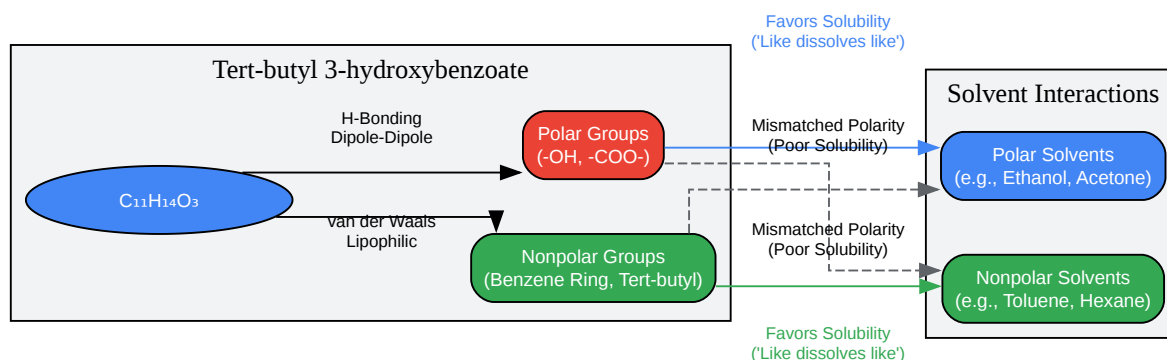 Favors Solubility
('Like dissolves like')
Tert-butyl 3-hydroxybenzoate
Solvent Interactions
H-Bonding
Dipole-Dipole
Polar Groups
(-OH, -COO-)
Mismatched Polarity
(Poor Solubility)
Polar Solvents
(e.g., Ethanol, Acetone)
C₁₁H₁₄O₃
van der Waals
Lipophilic
Nonpolar Groups
(Benzene Ring, Tert-butyl)
Mismatched Polarity
(Poor Solubility)
Nonpolar Solvents
(e.g., Toluene, Hexane)
Favors Solubility
('Like dissolves like')